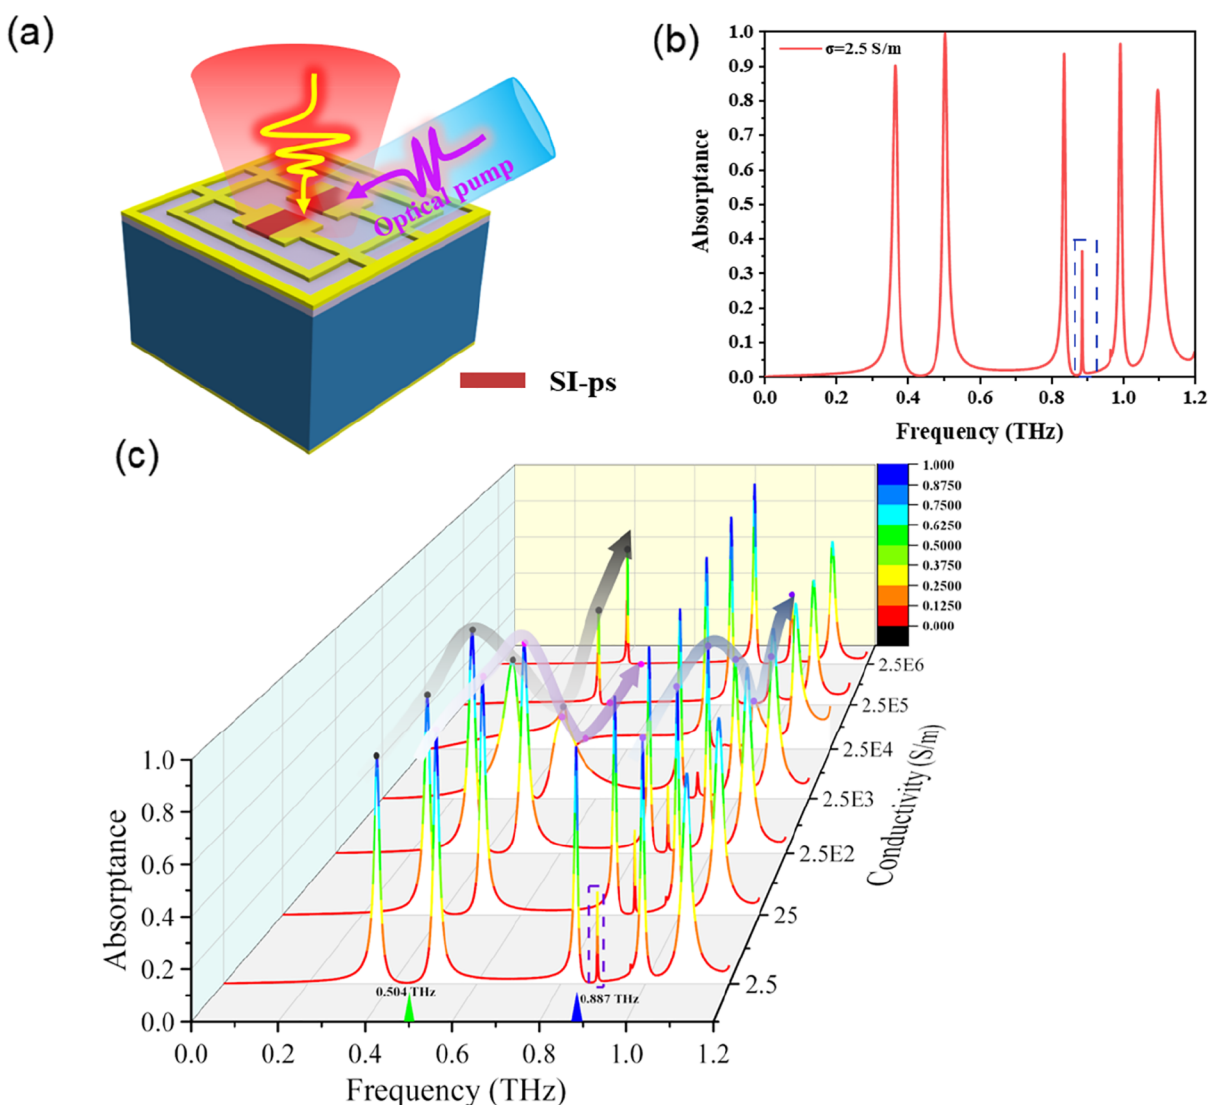 (a)
Optical pump
SI-ps
(b)
σ=2.5 S/m
1.0
0.9
0.8
0.7
0.6
0.5
0.4
0.3
0.2
0.1
0.0
Absorptance
0.0 0.2 0.4 0.6 0.8 1.0 1.2
Frequency (THz)
(c)
1.000
0.8750
0.7500
0.6250
0.5000
0.3750
0.2500
0.1250
0.000
2.5E6
2.5E5
2.5E4
2.5E3
2.5E2
25
2.5
Conductivity (S/m)
1.0
0.8
0.6
0.4
0.2
0.0
Absorptance
0.504 THz
0.887 THz
0.0 0.2 0.4 0.6 0.8 1.0 1.2
Frequency (THz)